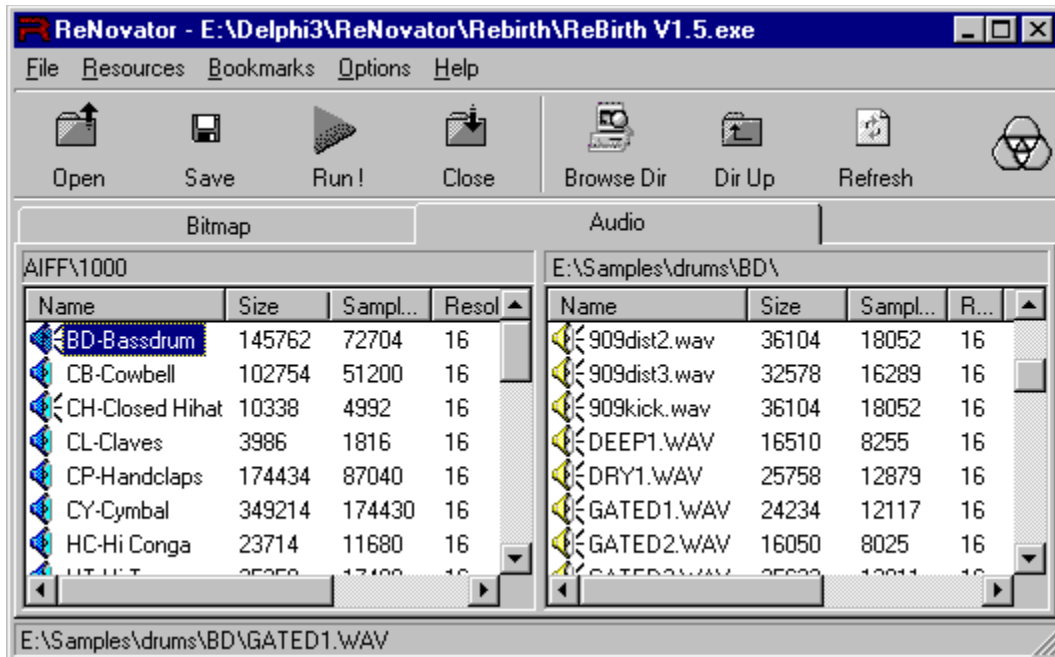 ReNovator - E:\Delphi3\ReNovator\Rebirth\ReBirth V1.5.exe
File Resources Bookmarks Options Help
Open Save Run ! Close Browse Dir Dir Up Refresh
Bitmap Audio
AIFF\1000 E:\Samples\drums\BD\
Name Size Sampl... Resol Name Size Sampl... R...
BD-Bassdrum 145762 72704 16 909dist2.wav 36104 18052 16
CB-Cowbell 102754 51200 16 909dist3.wav 32578 16289 16
CH-Closed Hihat 10338 4992 16 909kick.wav 36104 18052 16
CL-Claves 3986 1816 16 DEEP1.WAV 16510 8255 16
CP-Handclaps 174434 87040 16 DRY1.WAV 25758 12879 16
CY-Cymbal 349214 174430 16 GATED1.WAV 24234 12117 16
HC-Hi Conga 23714 11680 16 GATED2.WAV 16050 8025 16
E:\Samples\drums\BD\GATED1.WAV